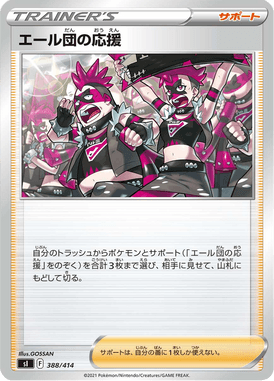 TRAINER'S サポート
エール団の応援
自分のトラッシュからポケモンとサポート(「エール団の応
援」をのぞく)を合計3枚まで選び、相手に見せて、山札に
もどして切る。
Illus.GOSSAN
sI F 388/414
サポートは、自分の番に1枚しか使えない。
©2021 Pokémon/Nintendo/Creatures/GAME FREAK.